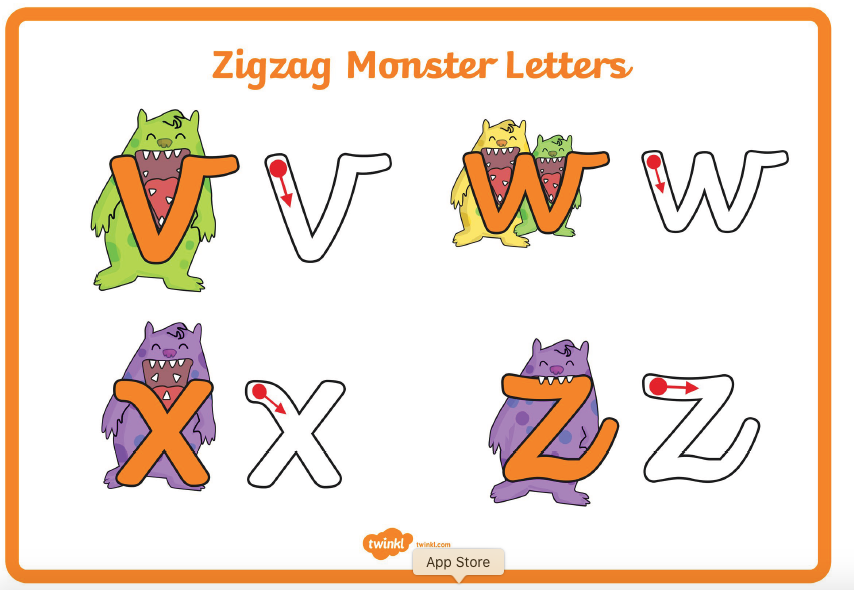 Zigzag Monster Letters
v v
w w
x x
z z
twinkl twinkl.com
App Store